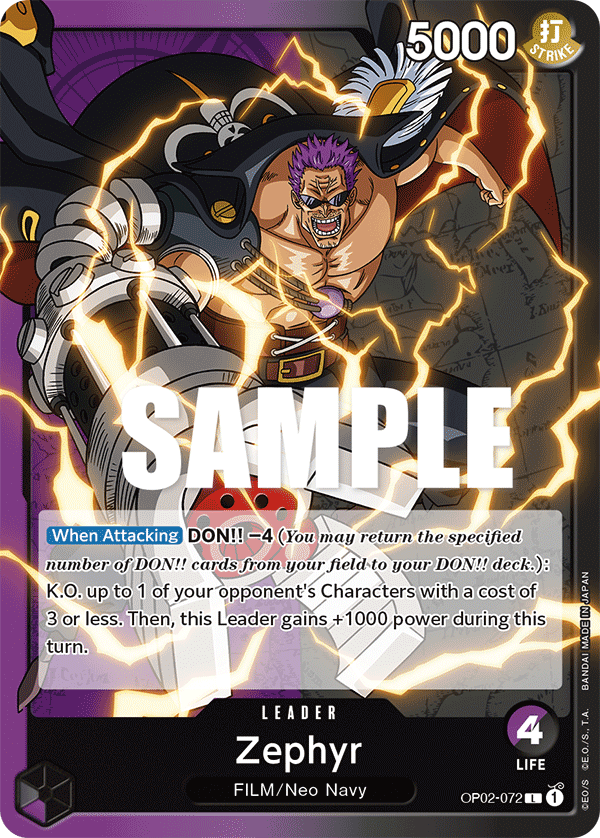 5000
打
STRIKE
SAMPLE
When Attacking DON!! −4 (You may return the specified
number of DON!! cards from your field to your DON!! deck.):
K.O. up to 1 of your opponent's Characters with a cost of
3 or less. Then, this Leader gains +1000 power during this
turn.
LEADER
Zephyr
FILM/Neo Navy
4
LIFE
OP02-072 L 1
©E.O/S ©E.O./S., T.A. BANDAI MADE IN JAPAN